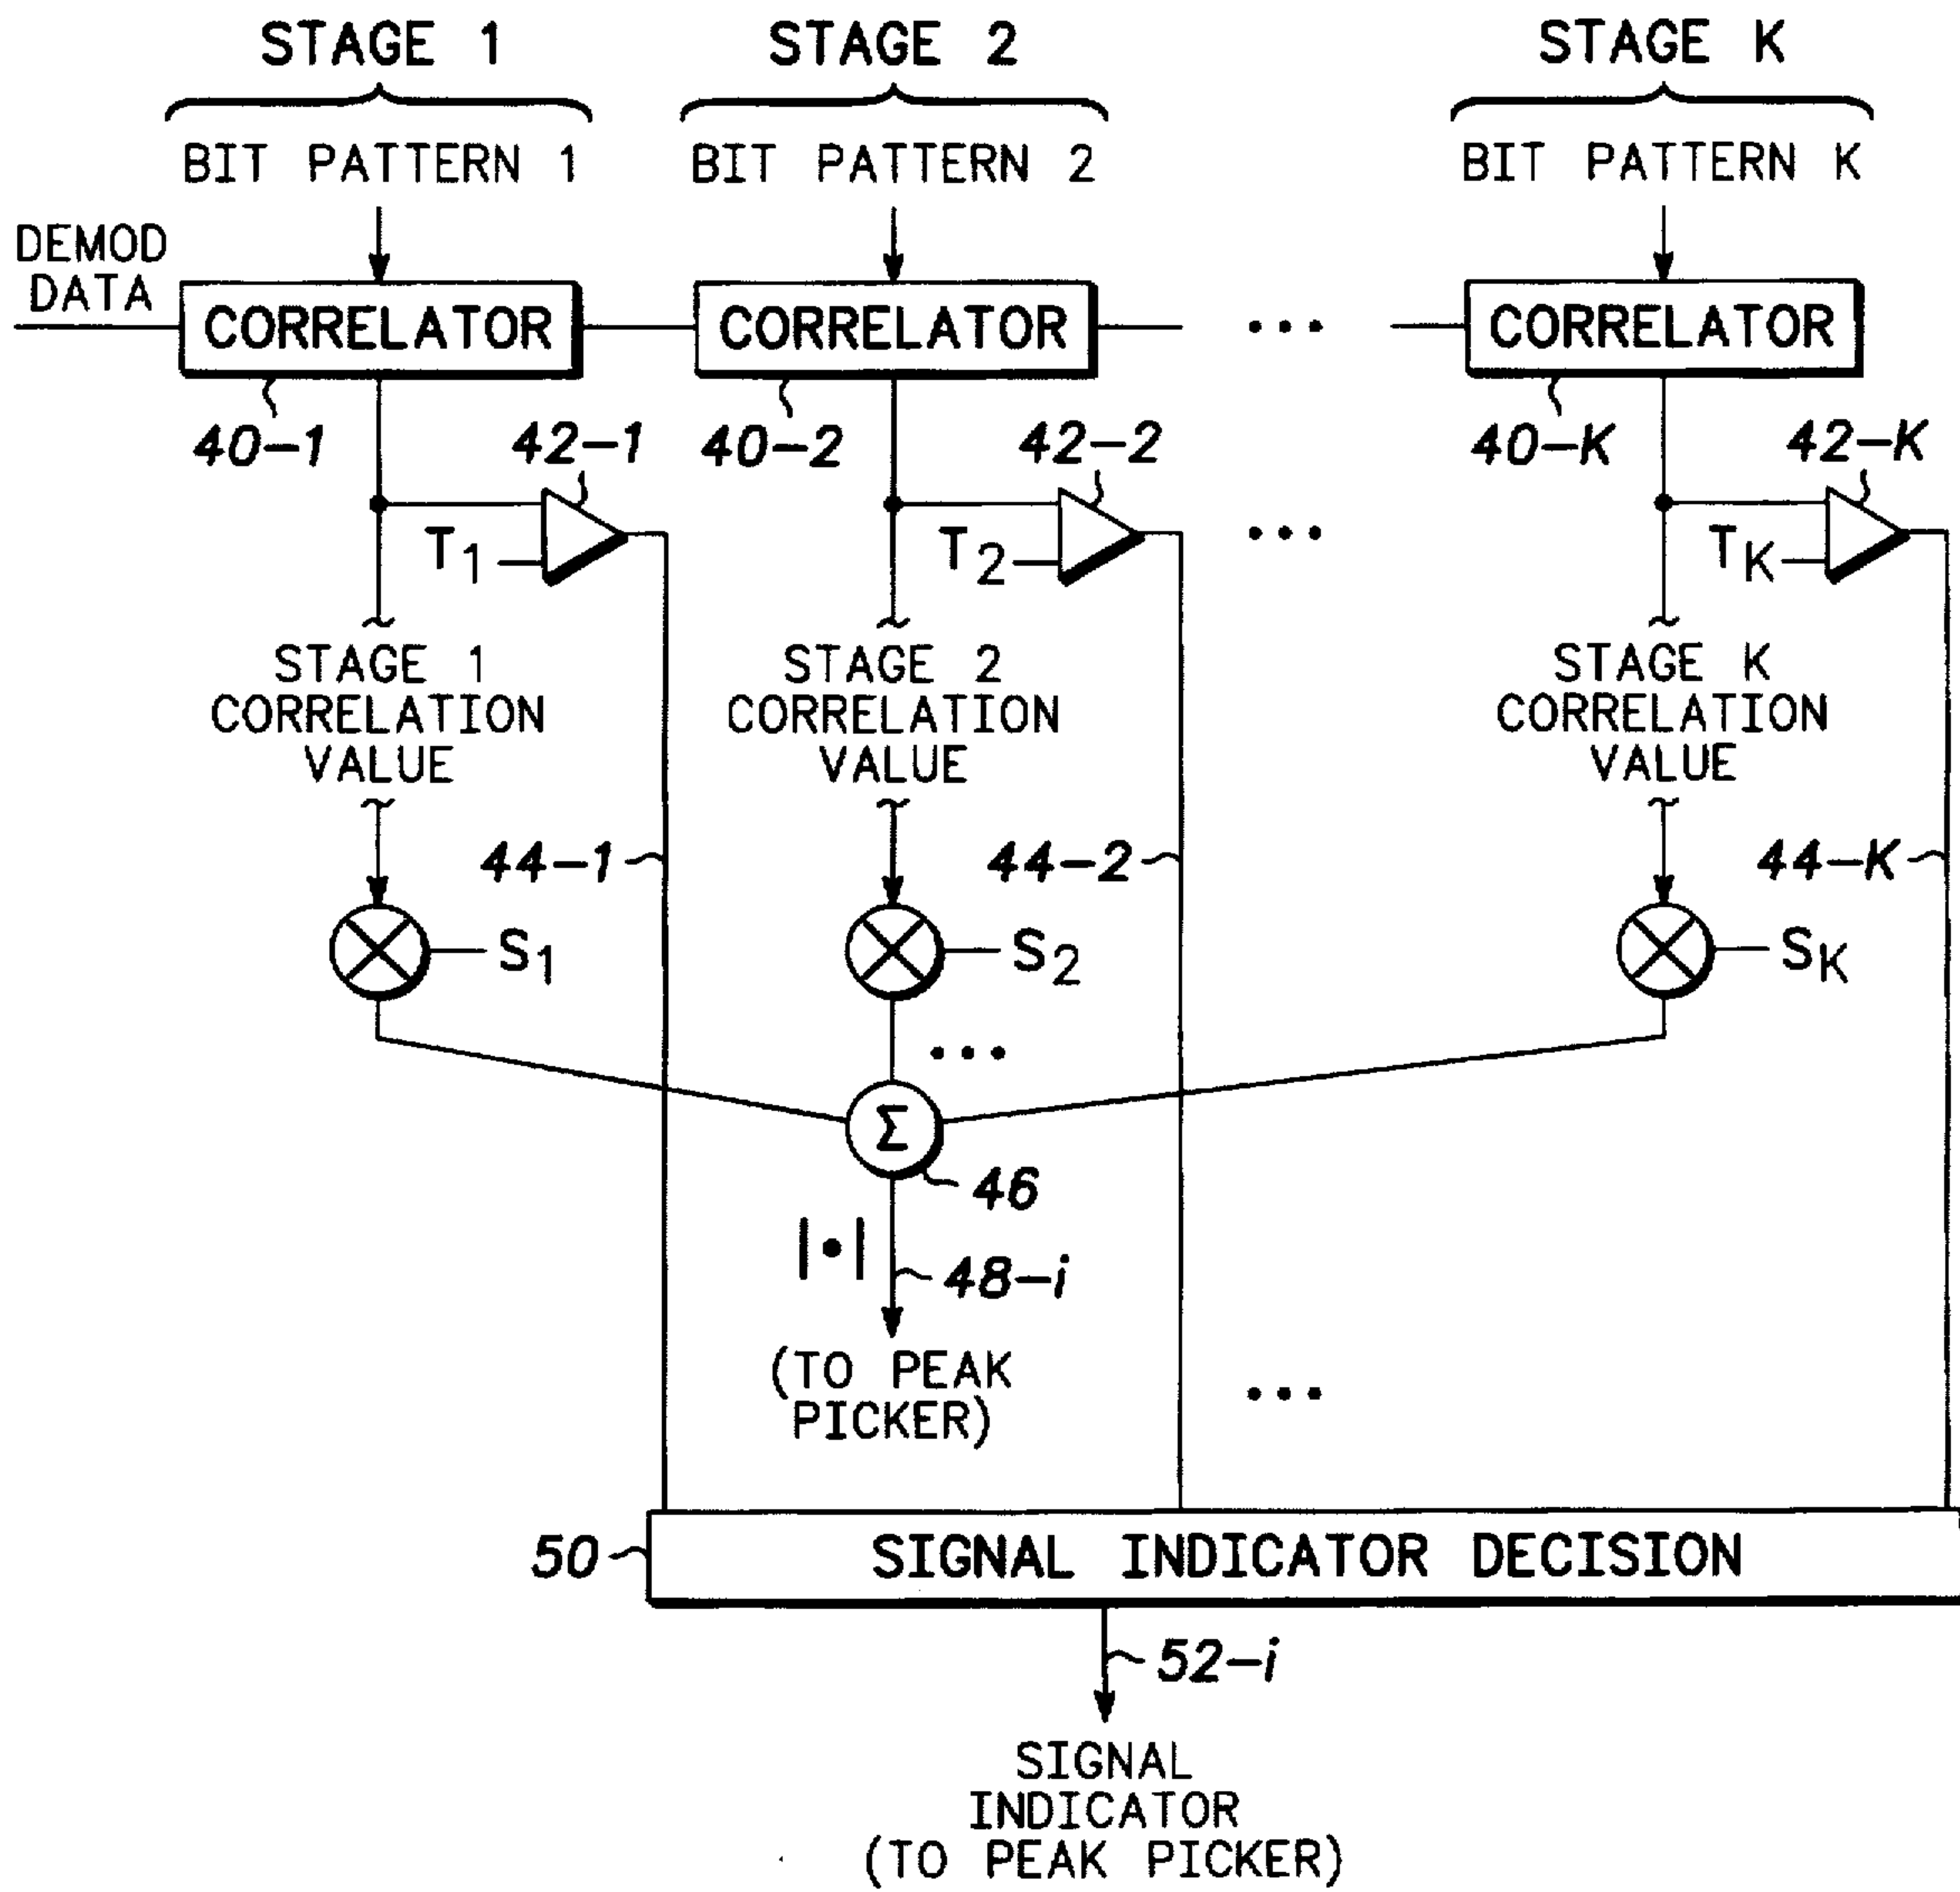 STAGE 1 STAGE 2 STAGE K
BIT PATTERN 1 BIT PATTERN 2 BIT PATTERN K
DEMOD
DATA
CORRELATOR CORRELATOR ••• CORRELATOR
40-1 42-1 40-2 42-2 40-K 42-K
T1 T2 ••• TK
STAGE 1
CORRELATION
VALUE
STAGE 2
CORRELATION
VALUE
STAGE K
CORRELATION
VALUE
44-1 44-2 44-K
S1 S2 SK
•••
Σ
46
|•| 48-i
(TO PEAK
PICKER)
•••
50 SIGNAL INDICATOR DECISION
52-i
SIGNAL
INDICATOR
(TO PEAK PICKER)